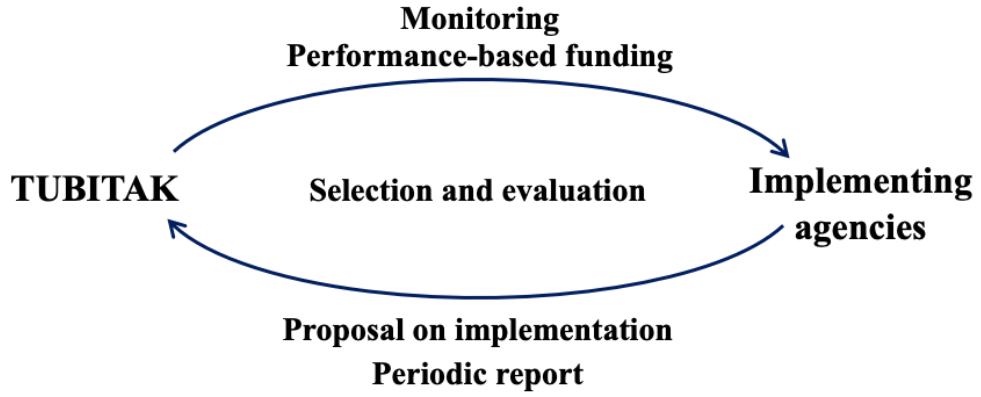 Monitoring
Performance-based funding
TUBITAK
Selection and evaluation
Implementing
agencies
Proposal on implementation
Periodic report